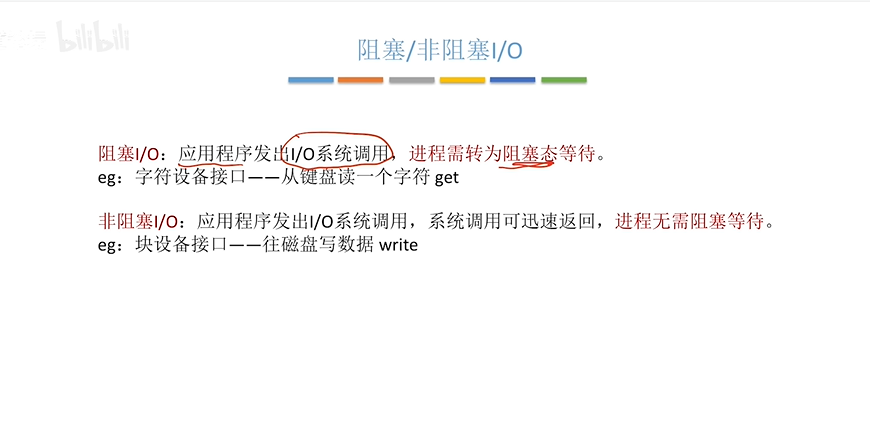 bilibili
阻塞/非阻塞I/O
阻塞I/O：应用程序发出I/O系统调用，进程需转为阻塞态等待。
eg：字符设备接口——从键盘读一个字符 get
非阻塞I/O：应用程序发出I/O系统调用，系统调用可迅速返回，进程无需阻塞等待。
eg：块设备接口——往磁盘写数据 write